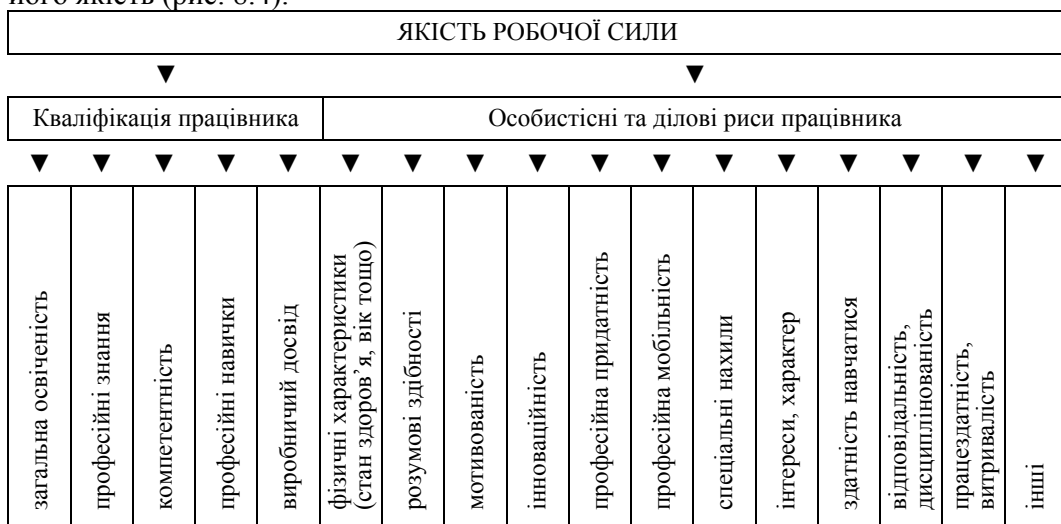 його якість (рис. 6.4).
ЯКІСТЬ РОБОЧОЇ СИЛИ
▼ ▼
Кваліфікація працівника Особистісні та ділові риси працівника
▼ ▼ ▼ ▼ ▼ ▼ ▼ ▼ ▼ ▼ ▼ ▼ ▼ ▼ ▼ ▼ ▼
загальна освіченість
професійні знання
компетентність
професійні навички
виробничий досвід
фізичні характеристики
(стан здоров’я, вік тощо)
розумові здібності
мотивованість
інноваційність
професійна придатність
професійна мобільність
спеціальні нахили
інтереси, характер
здатність навчатися
відповідальність,
дисциплінованість
працездатність,
витривалість
інші